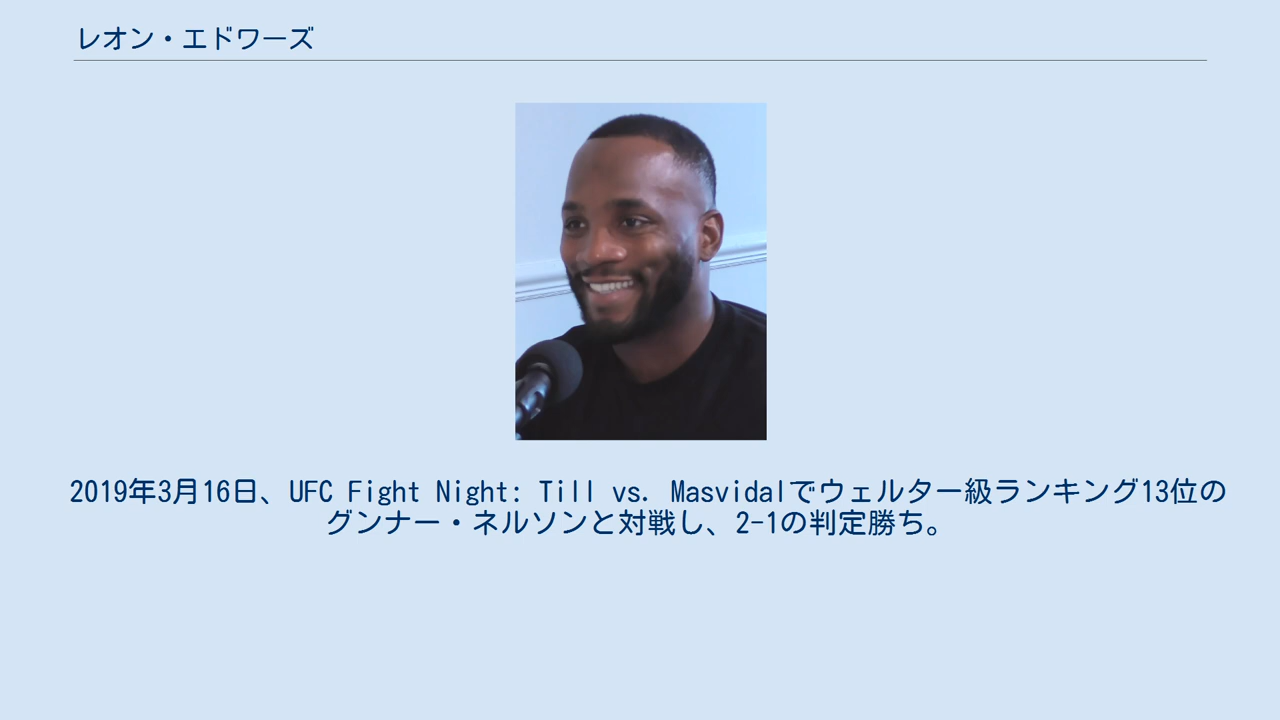 レオン・エドワーズ
2019年3月16日、UFC Fight Night: Till vs. Masvidalでウェルター級ランキング13位の
グンナー・ネルソンと対戦し、2-1の判定勝ち。